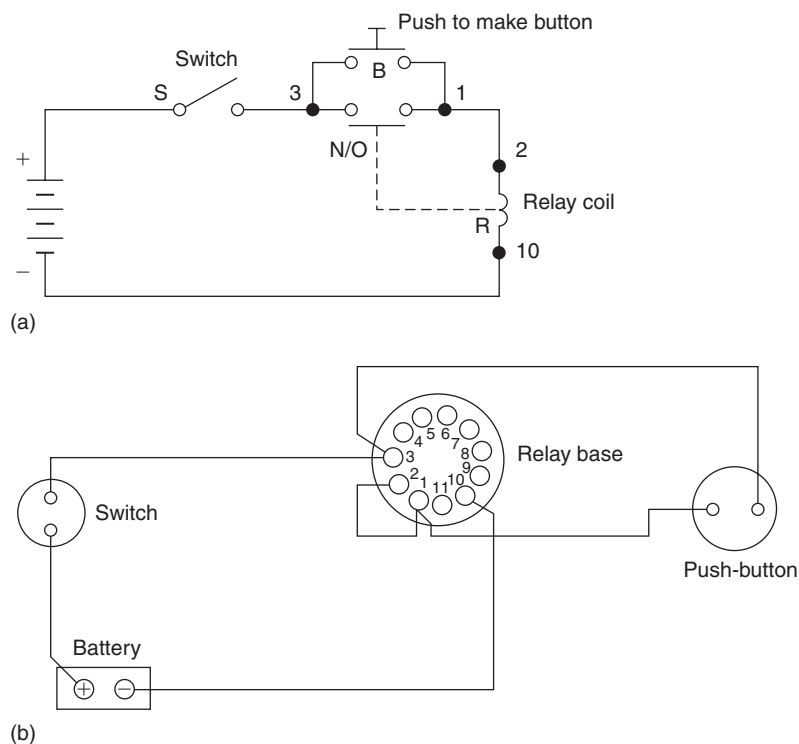 Push to make button
Switch
B
S
3
1
N/O
2
+
Relay coil
R
10
−
(a)
5
6
4
7
3
8
Relay base
2
9
1
11
10
Switch
Push-button
Battery
+
−
(b)